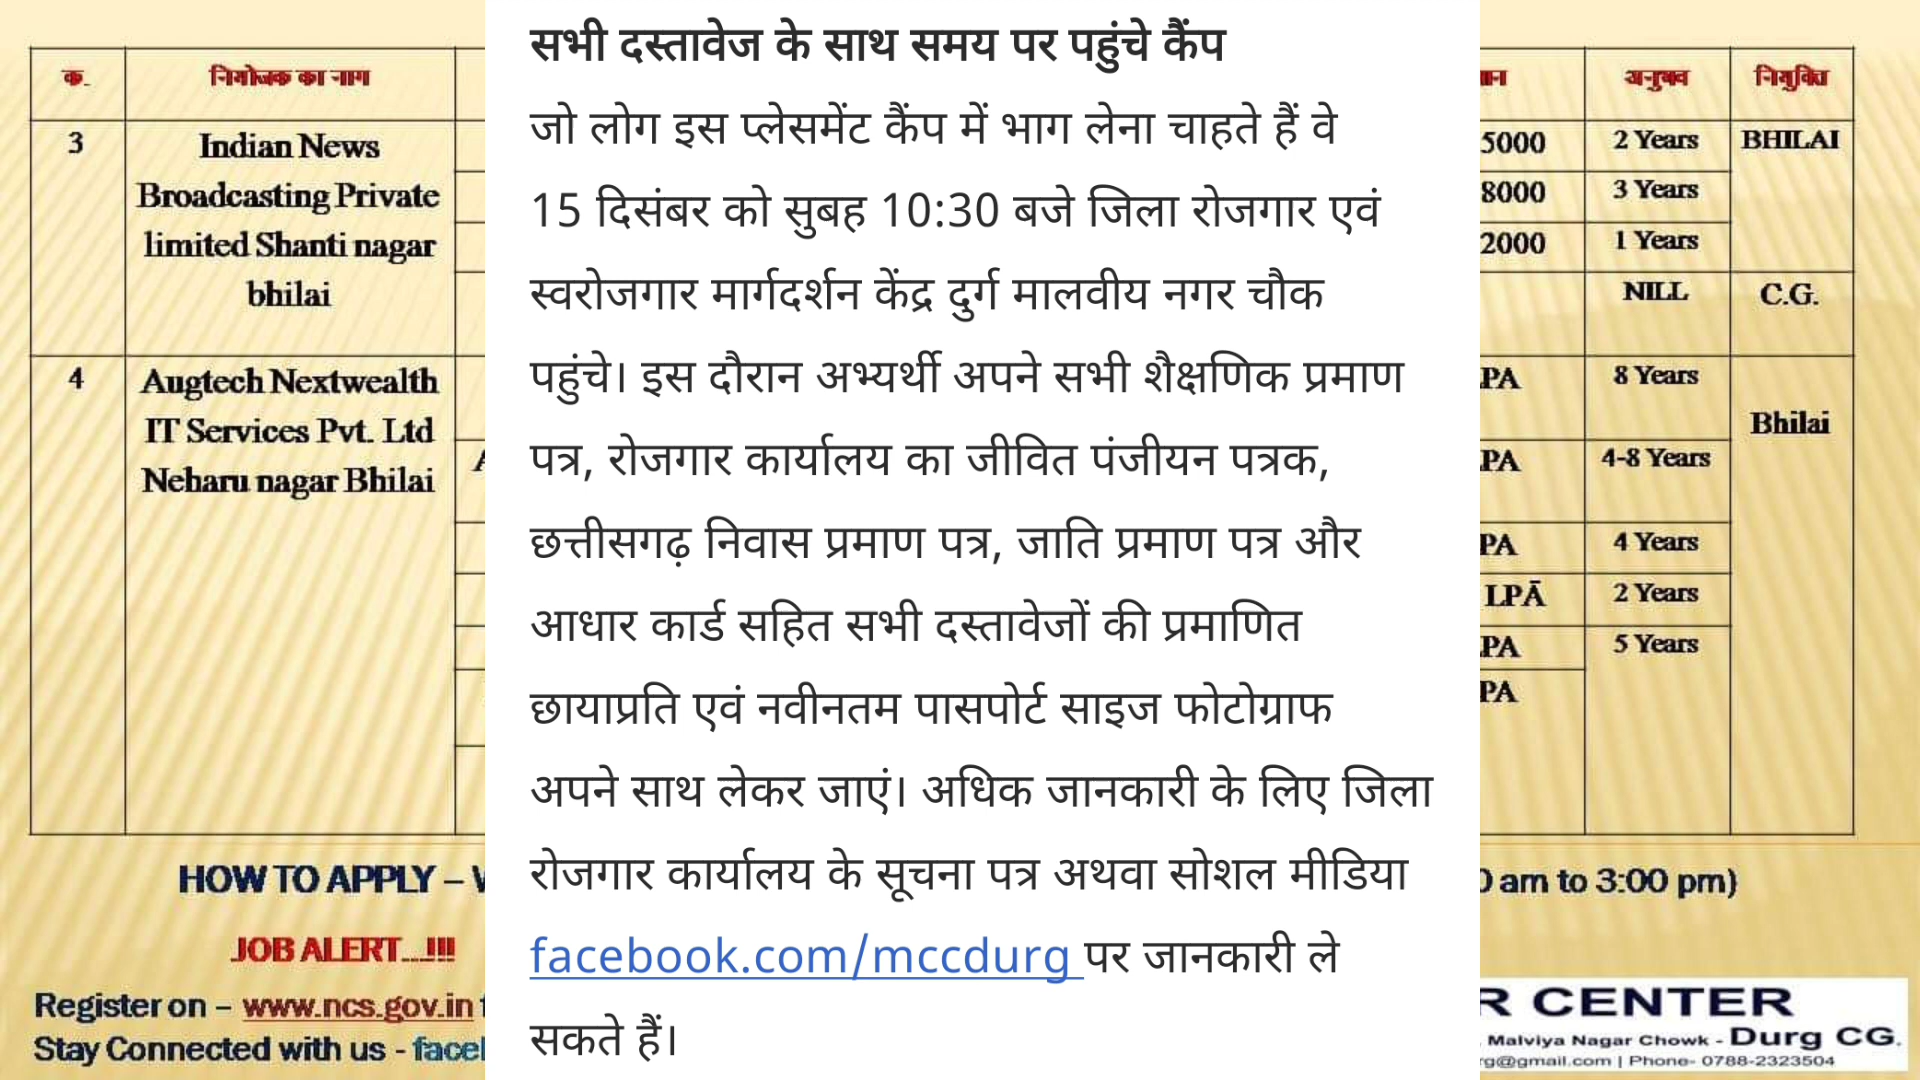 सभी दस्तावेज के साथ समय पर पहुंचे कैंप
जो लोग इस प्लेसमेंट कैंप में भाग लेना चाहते हैं वे
15 दिसंबर को सुबह 10:30 बजे जिला रोजगार एवं
स्वरोजगार मार्गदर्शन केंद्र दुर्ग मालवीय नगर चौक
पहुंचे। इस दौरान अभ्यर्थी अपने सभी शैक्षणिक प्रमाण
पत्र, रोजगार कार्यालय का जीवित पंजीयन पत्रक,
छत्तीसगढ़ निवास प्रमाण पत्र, जाति प्रमाण पत्र और
आधार कार्ड सहित सभी दस्तावेजों की प्रमाणित
छायाप्रति एवं नवीनतम पासपोर्ट साइज फोटोग्राफ
अपने साथ लेकर जाएं। अधिक जानकारी के लिए जिला
रोजगार कार्यालय के सूचना पत्र अथवा सोशल मीडिया
facebook.com/mccdurg पर जानकारी ले
सकते हैं।
क. नियोजक का नाम
3 Indian News
Broadcasting Private
limited Shanti nagar
bhilai
4 Augtech Nextwealth
IT Services Pvt. Ltd
Neharu nagar Bhilai
HOW TO APPLY –
JOB ALERT...!!!
Register on – www.ncs.gov.in
Stay Connected with us -
अनुभव नियुक्ति
5000 2 Years BHILAI
8000 3 Years
2000 1 Years
NILL C.G.
PA 8 Years
Bhilai
PA 4-8 Years
PA 4 Years
LPĀ 2 Years
PA 5 Years
PA
am to 3:00 pm)
R CENTER
Malviya Nagar Chowk - Durg CG.
rg@gmail.com | Phone- 0788-2323504